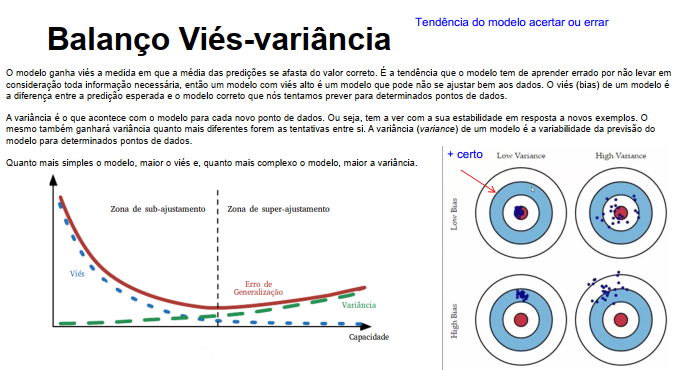 Tendência do modelo acertar ou errar
Balanço Viés-variância
O modelo ganha viés a medida em que a média das predições se afasta do valor correto. É a tendência que o modelo tem de aprender errado por não levar em
consideração toda informação necessária, então um modelo com viés alto é um modelo que pode não se ajustar bem aos dados. O viés (bias) de um modelo é
a diferença entre a predição esperada e o modelo correto que nós tentamos prever para determinados pontos de dados.
A variância é o que acontece com o modelo para cada novo ponto de dados. Ou seja, tem a ver com a sua estabilidade em resposta a novos exemplos. O
mesmo também ganhará variância quanto mais diferentes forem as tentativas entre si. A variância (variance) de um modelo é a variabilidade da previsão do
modelo para determinados pontos de dados.
Quanto mais simples o modelo, maior o viés e, quanto mais complexo o modelo, maior a variância.
+ certo
Low Variance
High Variance
Low Bias
High Bias
Zona de sub-ajustamento
Zona de super-ajustamento
Viés
Erro de
Generalização
Variância
Capacidade